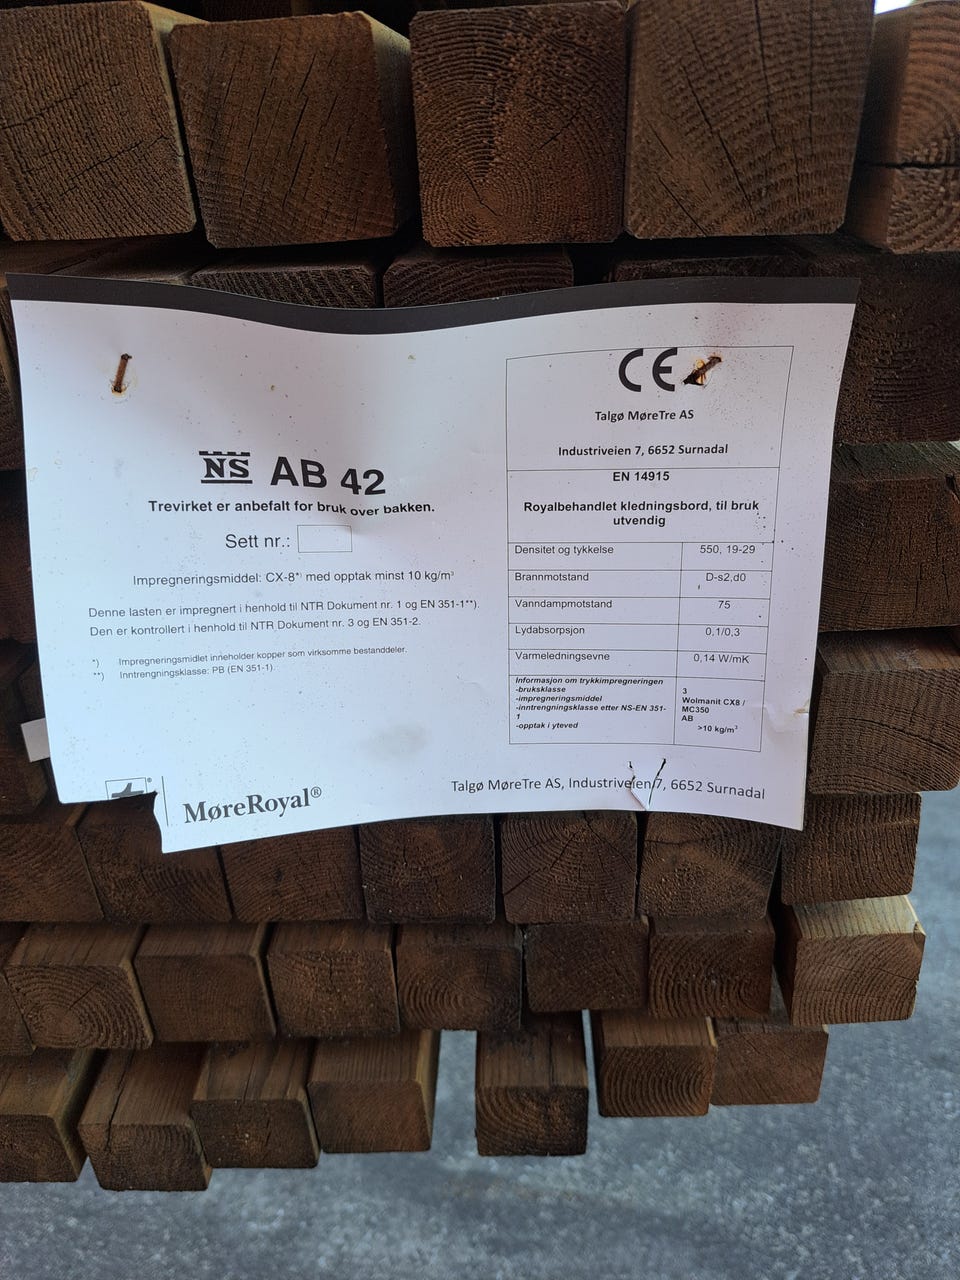 NS AB 42
Trevirket er anbefalt for bruk over bakken.
Sett nr.:
Impregneringsmiddel: CX-8*) med opptak minst 10 kg/m³
Denne lasten er impregnert i henhold til NTR Dokument nr. 1 og EN 351-1**).
Den er kontrollert i henhold til NTR Dokument nr. 3 og EN 351-2.
*) Impregneringsmidlet inneholder kopper som virksomme bestanddeler.
**) Inntrengningsklasse: PB (EN 351-1).
MøreRoyal®
CE
Talgø MøreTre AS
Industriveien 7, 6652 Surnadal
EN 14915
Royalbehandlet kledningsbord, til bruk
utvendig
Densitet og tykkelse 550, 19-29
Brannmotstand D-s2,d0
Vanndampmotstand 75
Lydabsorpsjon 0,1/0,3
Varmeledningsevne 0,14 W/mK
Informasjon om trykkimpregneringen
-bruksklasse 3
-impregneringsmiddel Wolmanit CX8 /
MC350
-inntrengningsklasse etter NS-EN 351-
1 AB
-opptak i yteved >10 kg/m³
Talgø MøreTre AS, Industriveien 7, 6652 Surnadal